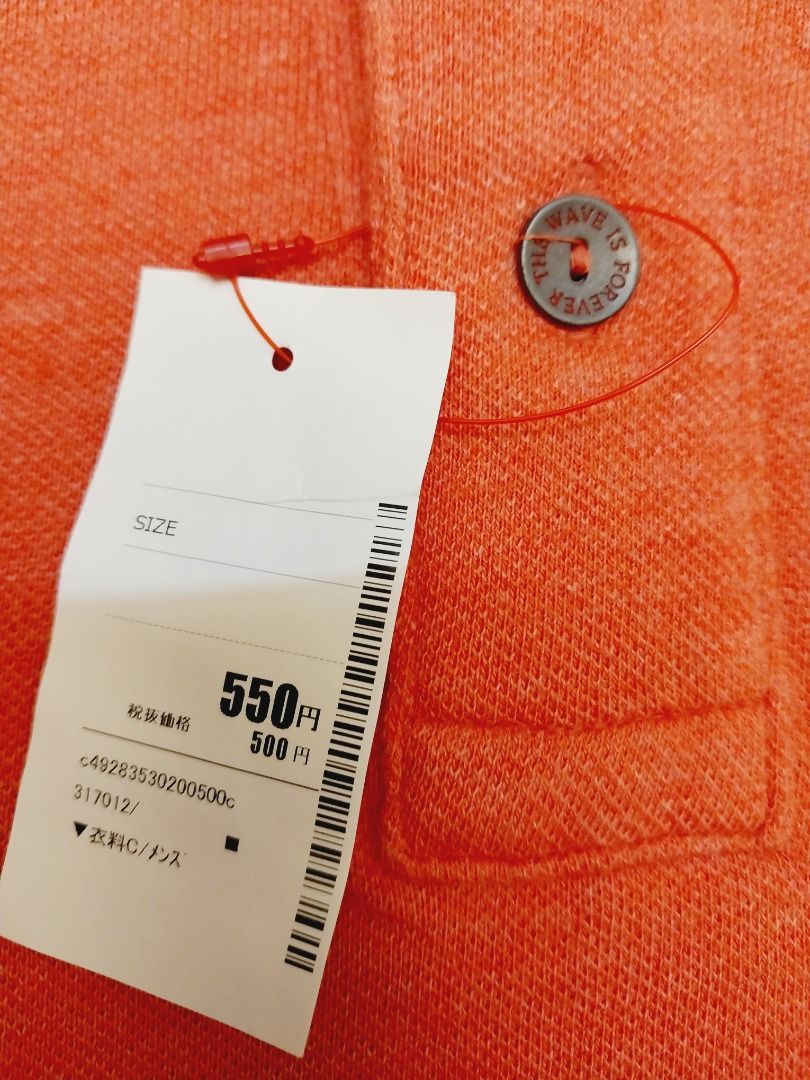 THE WAVE IS FOREVER
SIZE
550円
税抜価格 500円
c49283530200500c
317012/
▼衣料C/メンズ ■